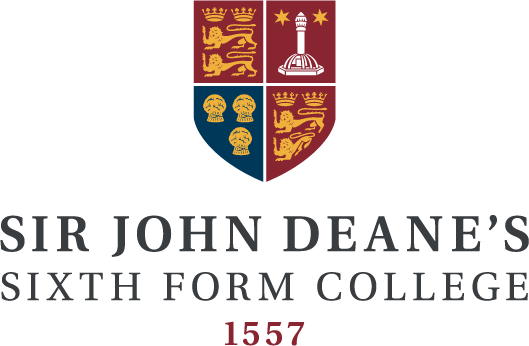 SIR JOHN DEANE’S
SIXTH FORM COLLEGE
1557